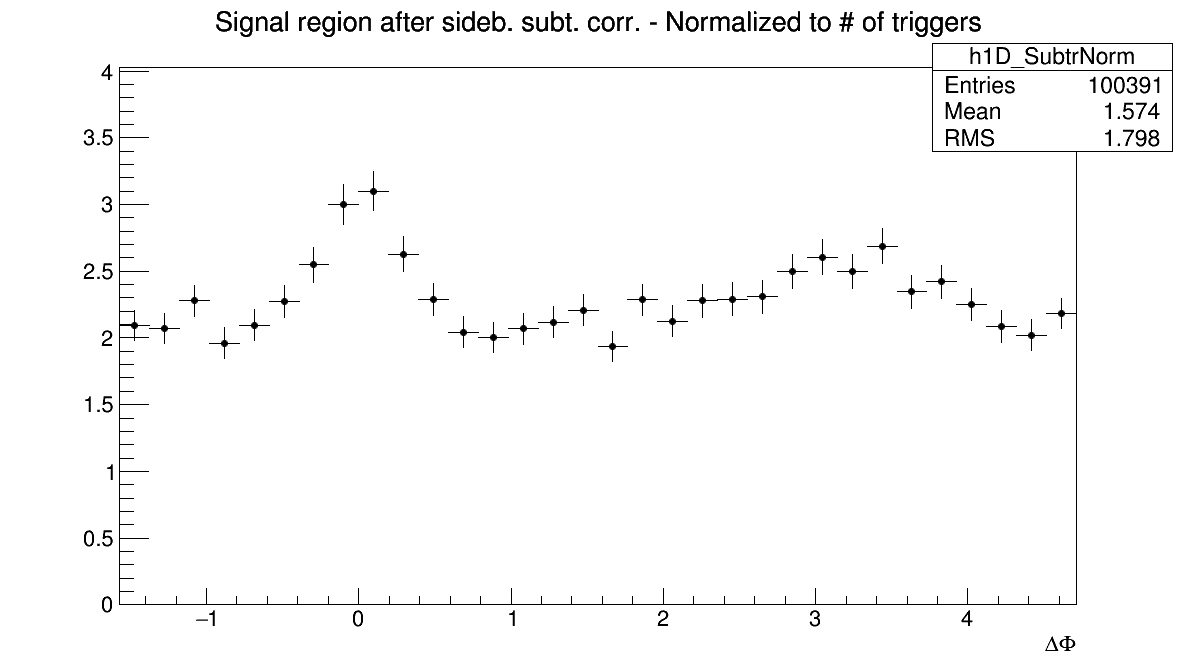 Signal region after sideb. subt. corr. - Normalized to # of triggers
h1D_SubtrNorm
Entries 100391
Mean 1.574
RMS 1.798
4
3.5
3
2.5
2
1.5
1
0.5
0
−1 0 1 2 3 4
ΔΦ